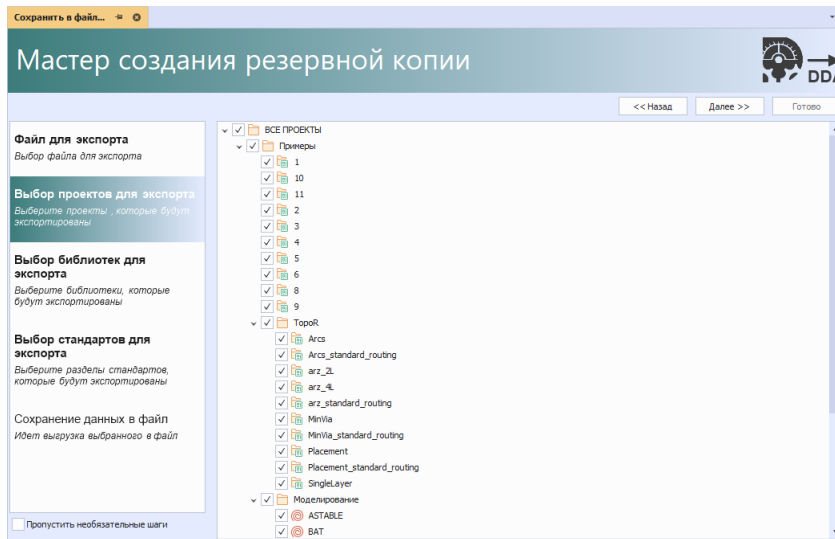 Сохранить в файл...
Мастер создания резервной копии
DDA
<< Назад
Далее >>
Готово
Файл для экспорта
Выбор файла для экспорта
Выбор проектов для экспорта
Выберите проекты , которые будут
экспортированы
Выбор библиотек для
экспорта
Выберите библиотеки, которые
будут экспортированы
Выбор стандартов для
экспорта
Выберите разделы стандартов,
которые будут экспортированы
Сохранение данных в файл
Идет выгрузка выбранного в файл
Пропустить необязательные шаги
ВСЕ ПРОЕКТЫ
Примеры
1
10
11
2
3
4
5
6
8
9
TopoR
Arcs
Arcs_standard_routing
arz_2L
arz_4L
arz_standard_routing
MinVia
MinVia_standard_routing
Placement
Placement_standard_routing
SingleLayer
Моделирование
ASTABLE
BAT